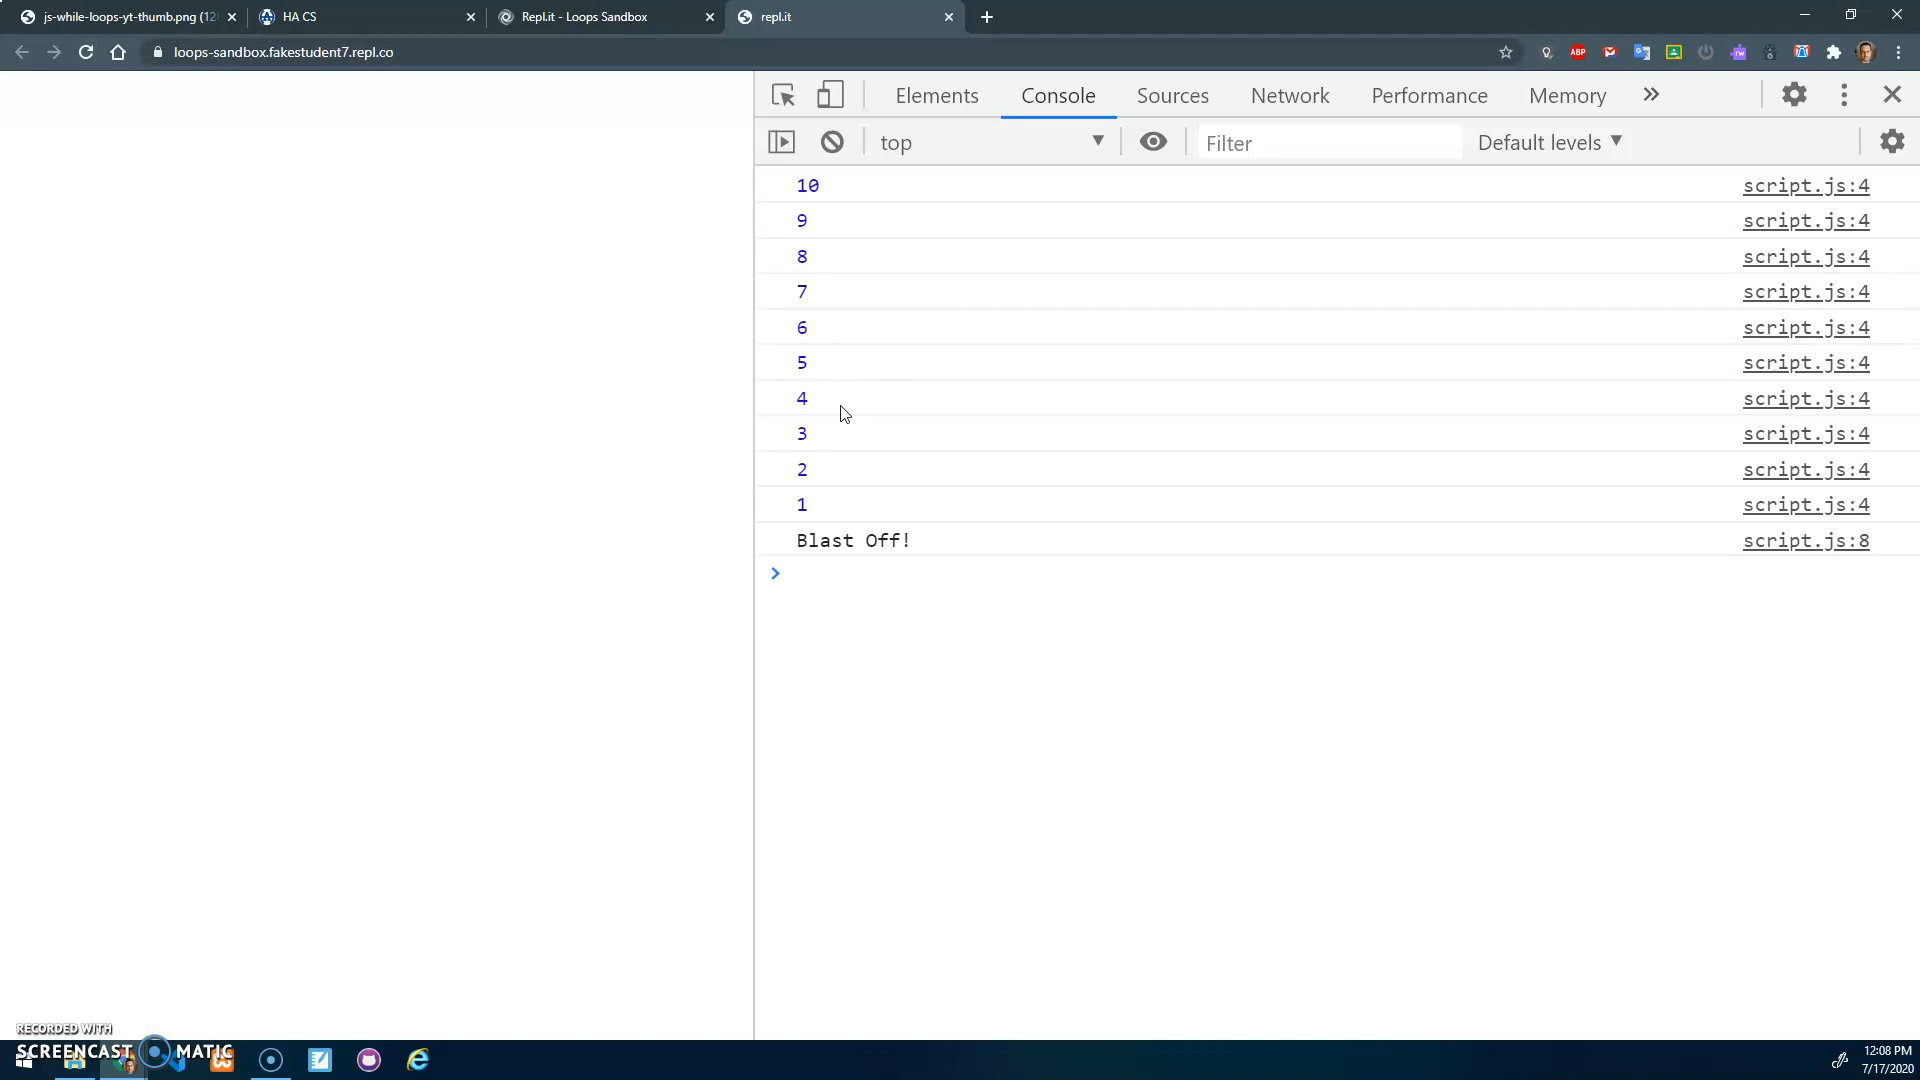 js-while-loops-yt-thumb.png (12
HA CS
Repl.it - Loops Sandbox
repl.it
loops-sandbox.fakestudent7.repl.co
ABP
Elements
Console
Sources
Network
Performance
Memory
top
Filter
Default levels
10 script.js:4
9 script.js:4
8 script.js:4
7 script.js:4
6 script.js:4
5 script.js:4
4 script.js:4
3 script.js:4
2 script.js:4
1 script.js:4
Blast Off! script.js:8
RECORDED WITH
SCREENCAST MATIC
12:08 PM
7/17/2020